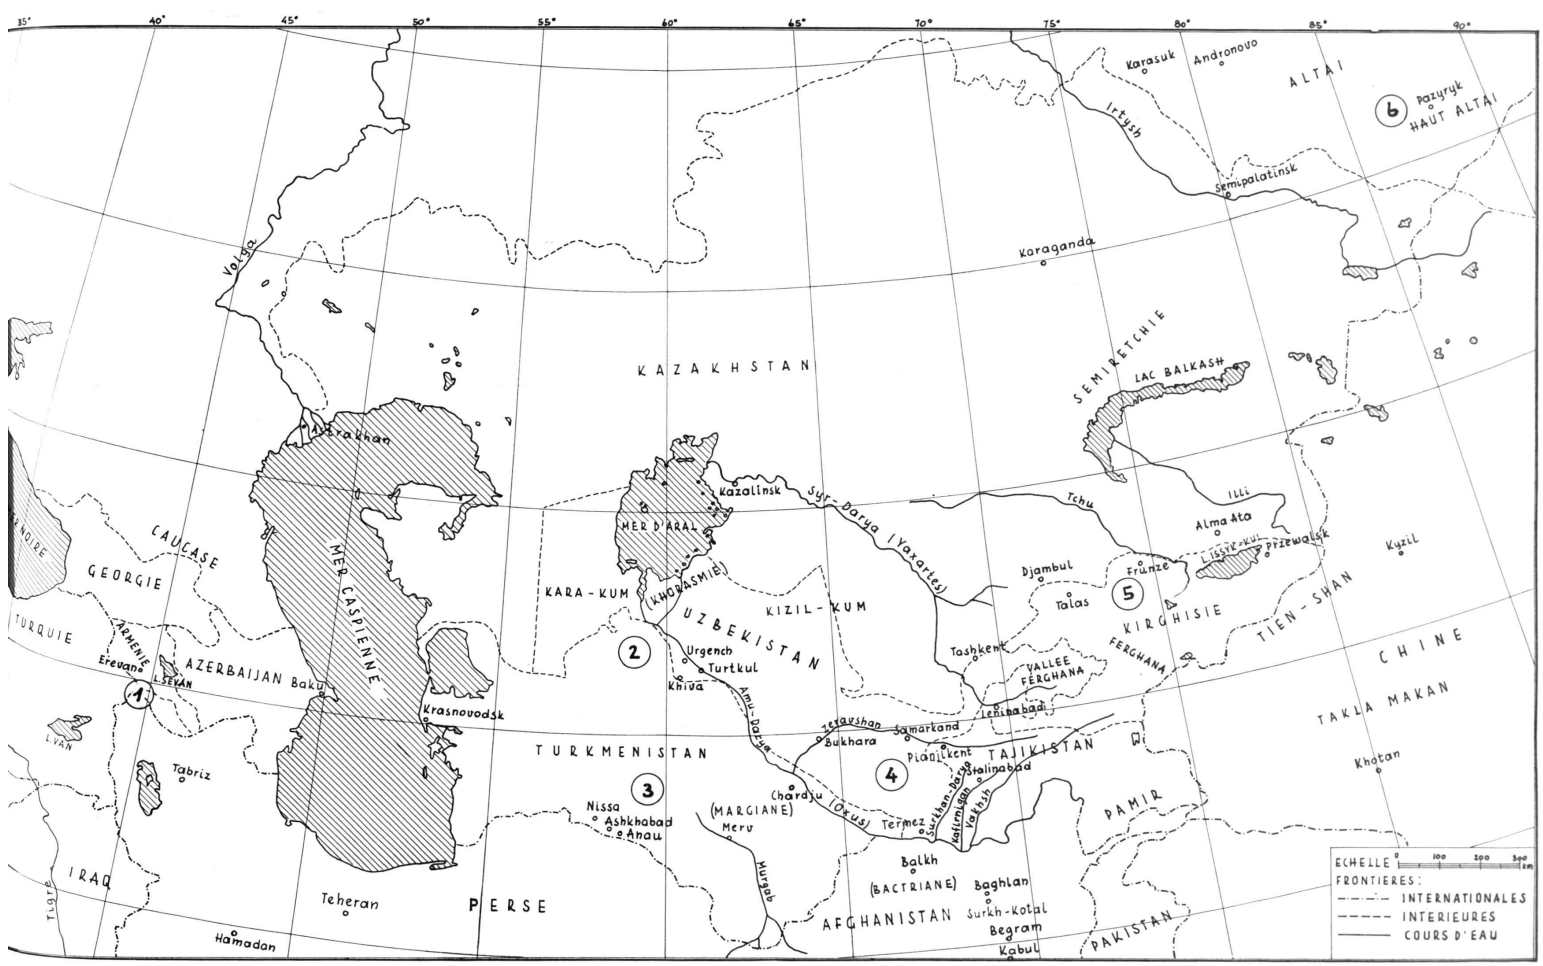 35° 40° 45° 50° 55° 60° 65° 70° 75° 80° 85° 90°
Karasuk Andronovo
ALTAI
6
Pazyryk
HAUT ALTAI
Irtysh
Semipalatinsk
Volga
Karaganda
KAZAKHSTAN
SEMIRETCHIE
LAC BALKASH
Astrakhan
Kazalinsk
Syr-Darya (Yaxartes)
Tchu
Illi
Alma Ata
MER D'ARAL
NOIRE
CAUCASE
GEORGIE
MER CASPIENNE
L. ISSYK-KUL
Przewalsk
Kyzil
Frunze
Djambul
Talas
5
KIRGHISIE
TIEN-SHAN
KARA-KUM
(KHORASMIE)
KIZIL-KUM
UZBEKISTAN
TURQUIE
ARMENIE
Erevan
L. SEVAN
1
AZERBAIJAN
Baku
2
Urgench
Turtkul
Khiva
Tashkent
VALLEE
FERGHANA
FERGHANA
Leninabad
CHINE
TAKLA MAKAN
L. VAN
Krasnovodsk
Amu-Darya
Zeravshan
Bukhara
Samarkand
Pianjikent
TAJIKISTAN
Stalinabad
TURKMENISTAN
Tabriz
3
4
Chardju
(Oxus)
Surkhan-Darya
Kafirnigan
Vakhsh
Khotan
PAMIR
Nissa
Ashkhabad
Anau
(MARGIANE)
Merv
Termez
Murgab
Balkh
(BACTRIANE)
Baghlan
Surkh-Kotal
Begram
Kabul
AFGHANISTAN
PAKISTAN
IRAQ
Tigre
Teheran
Hamadan
PERSE
ECHELLE 0 100 200 300 km
FRONTIERES:
INTERNATIONALES
INTERIEURES
COURS D'EAU